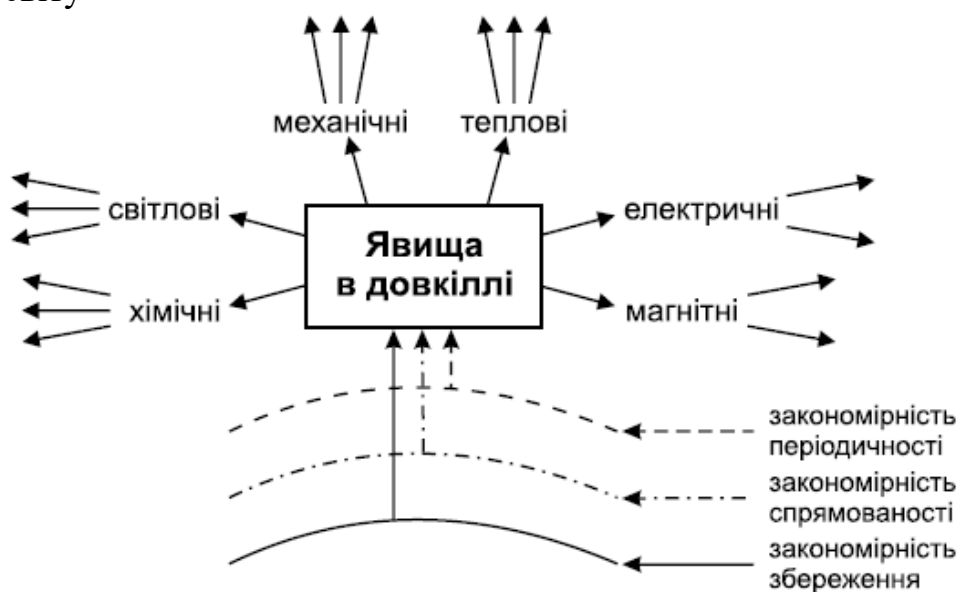 механічні теплові
світлові електричні
Явища
в довкіллі
хімічні магнітні
закономірність
періодичності
закономірність
спрямованості
закономірність
збереження